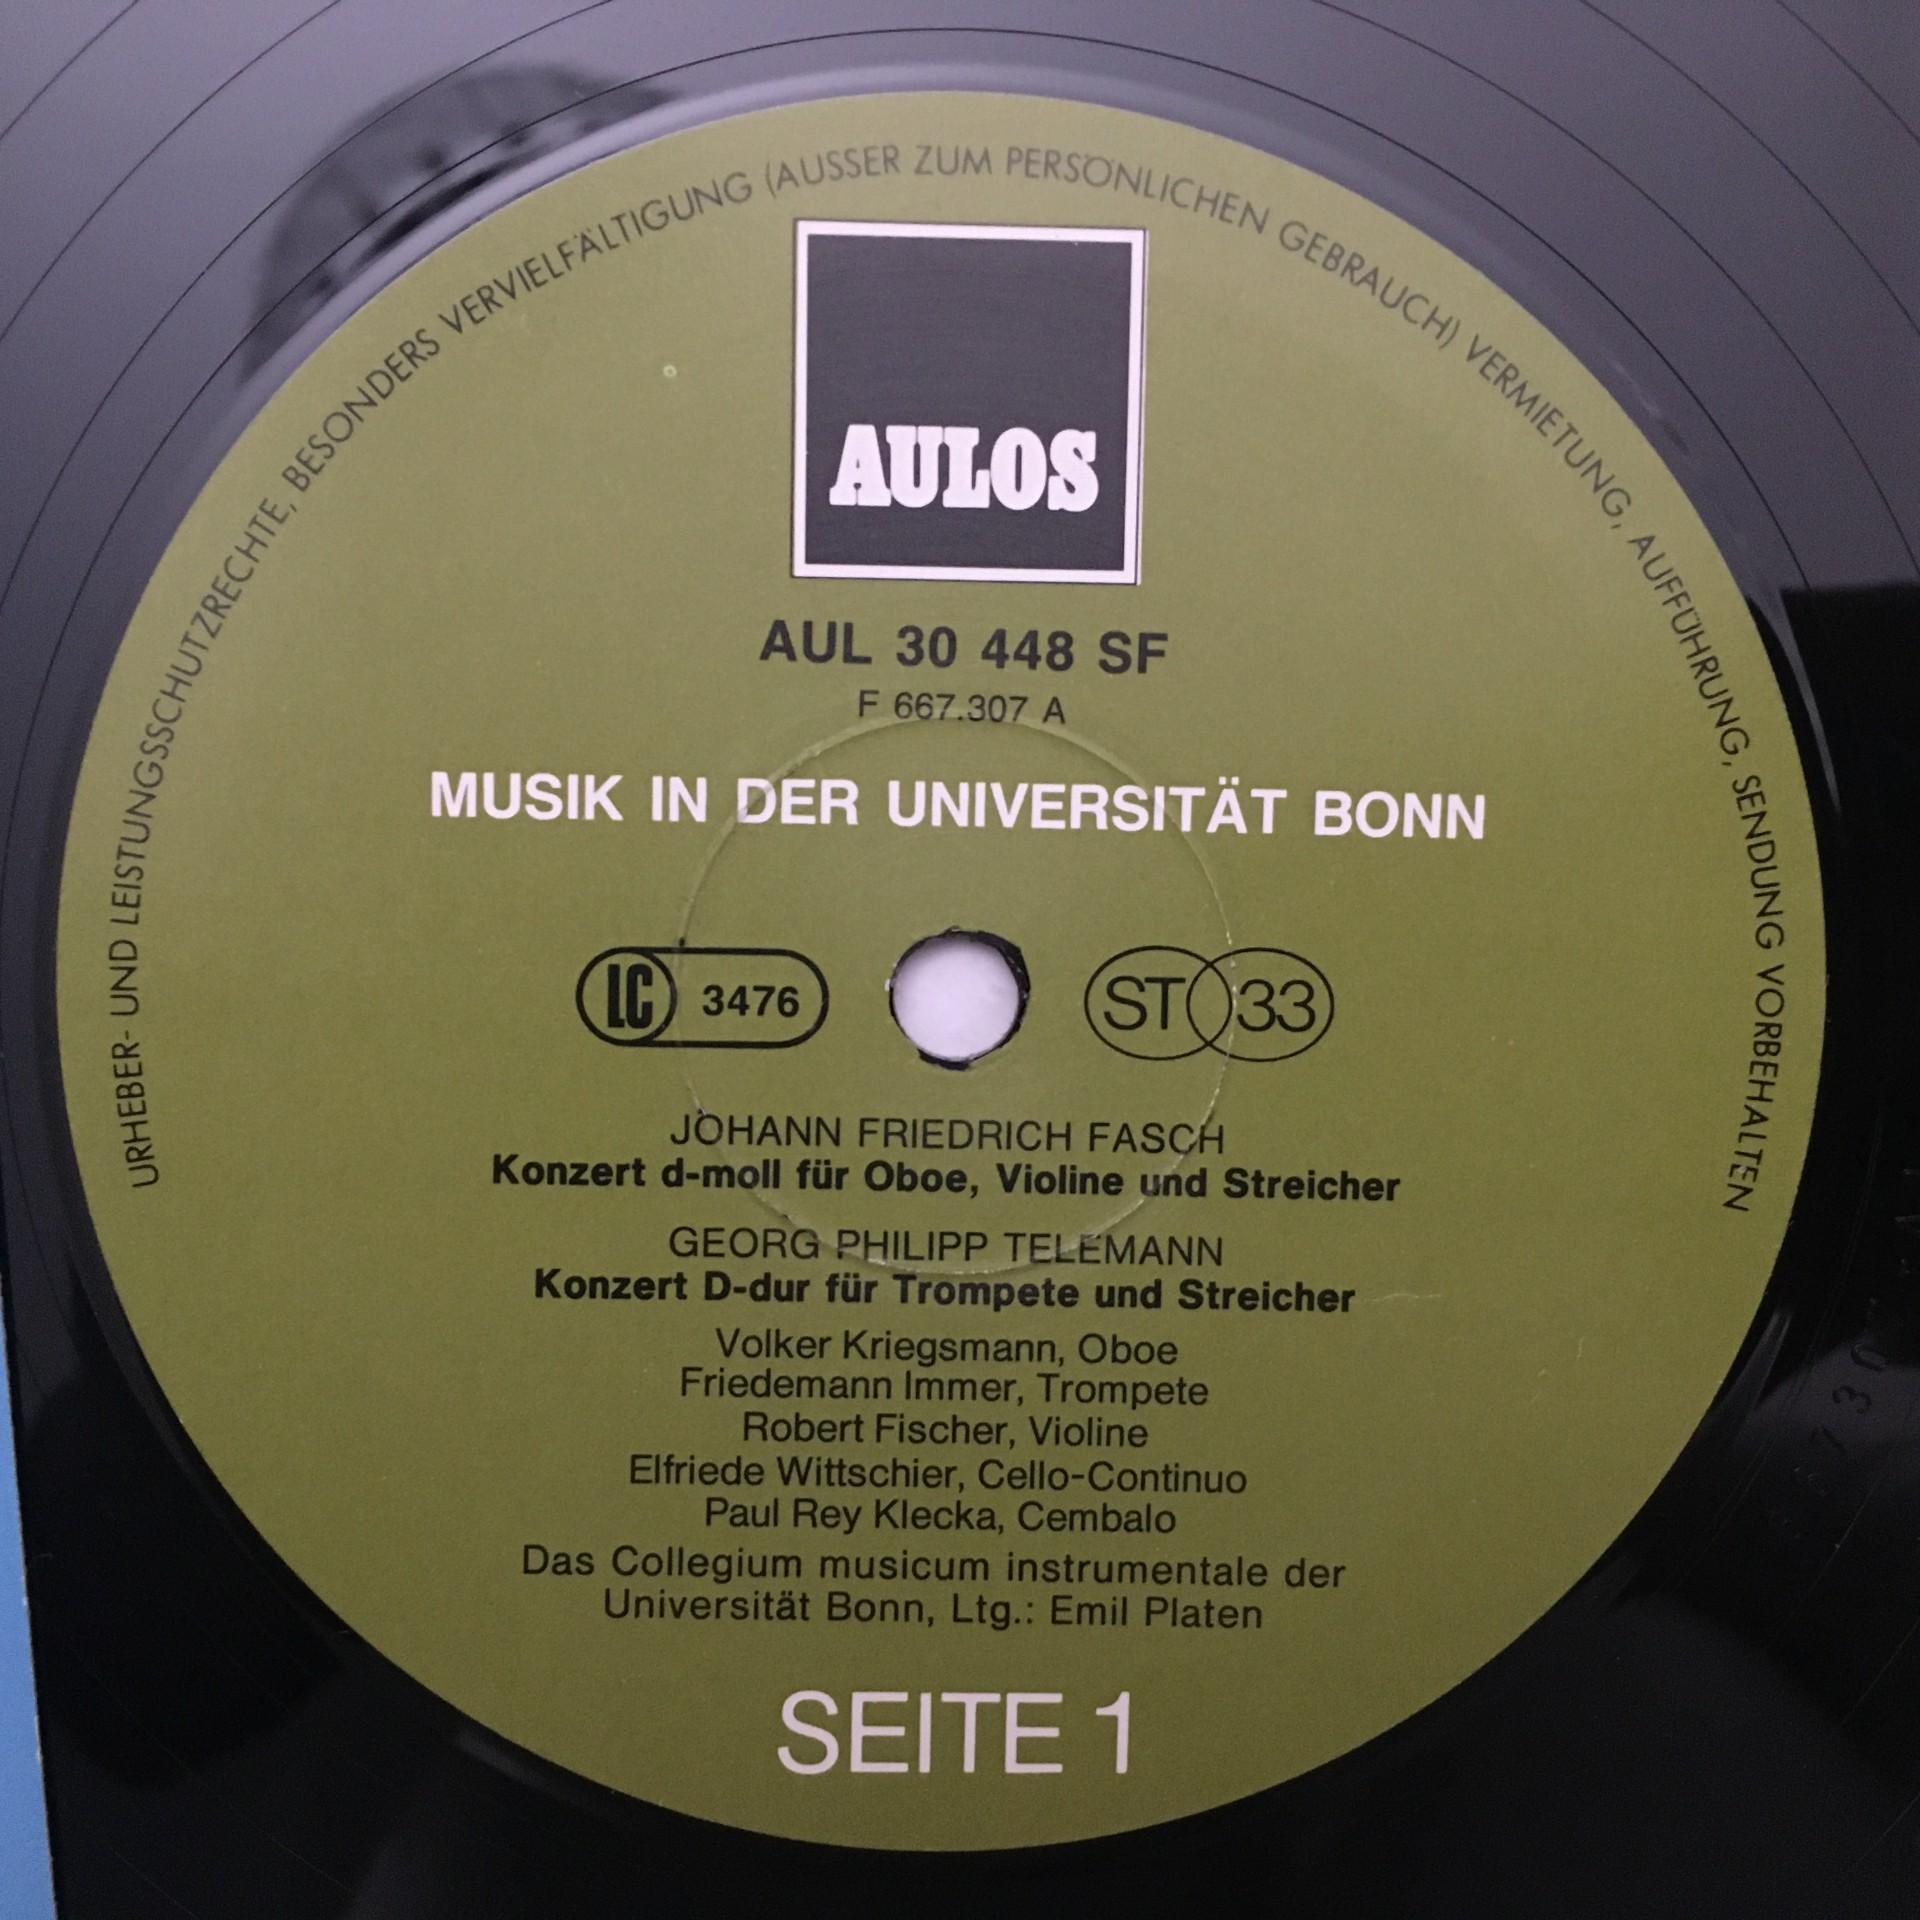 URHEBER- UND LEISTUNGSSCHUTZRECHTE, BESONDERS VERVIELFÄLTIGUNG (AUSSER ZUM PERSÖNLICHEN GEBRAUCH) VERMIETUNG, AUFFÜHRUNG, SENDUNG VORBEHALTEN
AULOS
AUL 30 448 SF
F 667.307 A
MUSIK IN DER UNIVERSITÄT BONN
LC 3476 ST 33
JOHANN FRIEDRICH FASCH
Konzert d-moll für Oboe, Violine und Streicher
GEORG PHILIPP TELEMANN
Konzert D-dur für Trompete und Streicher
Volker Kriegsmann, Oboe
Friedemann Immer, Trompete
Robert Fischer, Violine
Elfriede Wittschier, Cello-Continuo
Paul Rey Klecka, Cembalo
Das Collegium musicum instrumentale der
Universität Bonn, Ltg.: Emil Platen
SEITE 1